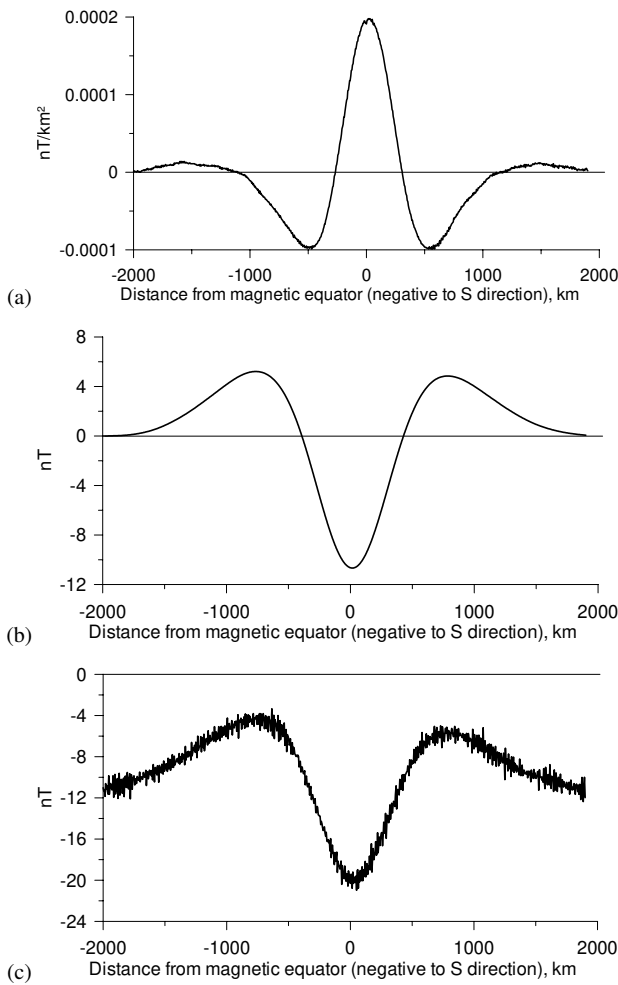 0.0002
0.0001
nT/km²
0
-0.0001
-2000 -1000 0 1000 2000
Distance from magnetic equator (negative to S direction), km
(a)
8
4
0
nT
-4
-8
-12
-2000 -1000 0 1000 2000
Distance from magnetic equator (negative to S direction), km
(b)
0
-4
-8
nT
-12
-16
-20
-24
-2000 -1000 0 1000 2000
Distance from magnetic equator (negative to S direction), km
(c)